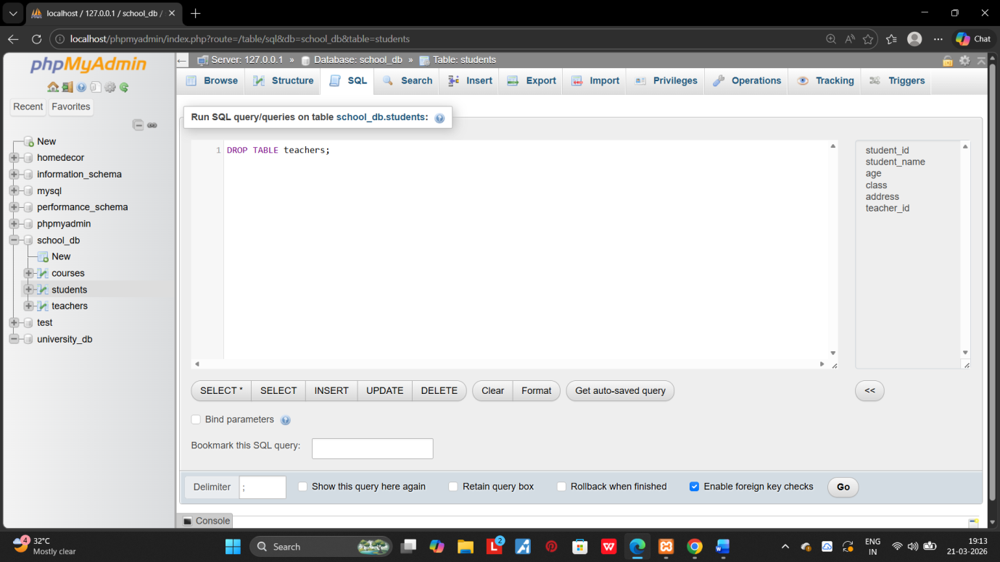 localhost / 127.0.0.1 / school_db /
localhost/phpmyadmin/index.php?route=/table/sql&db=school_db&table=students
Chat
phpMyAdmin
Recent
Favorites
New
homedecor
information_schema
mysql
performance_schema
phpmyadmin
school_db
New
courses
students
teachers
test
university_db
Server: 127.0.0.1 » Database: school_db » Table: students
Browse
Structure
SQL
Search
Insert
Export
Import
Privileges
Operations
Tracking
Triggers
Run SQL query/queries on table school_db.students:
1 DROP TABLE teachers;
student_id
student_name
age
class
address
teacher_id
SELECT *
SELECT
INSERT
UPDATE
DELETE
Clear
Format
Get auto-saved query
<<
Bind parameters
Bookmark this SQL query:
Delimiter
;
Show this query here again
Retain query box
Rollback when finished
Enable foreign key checks
Go
Console
4
32°C
Mostly clear
Search
L
2
W
ENG
IN
19:13
21-03-2026